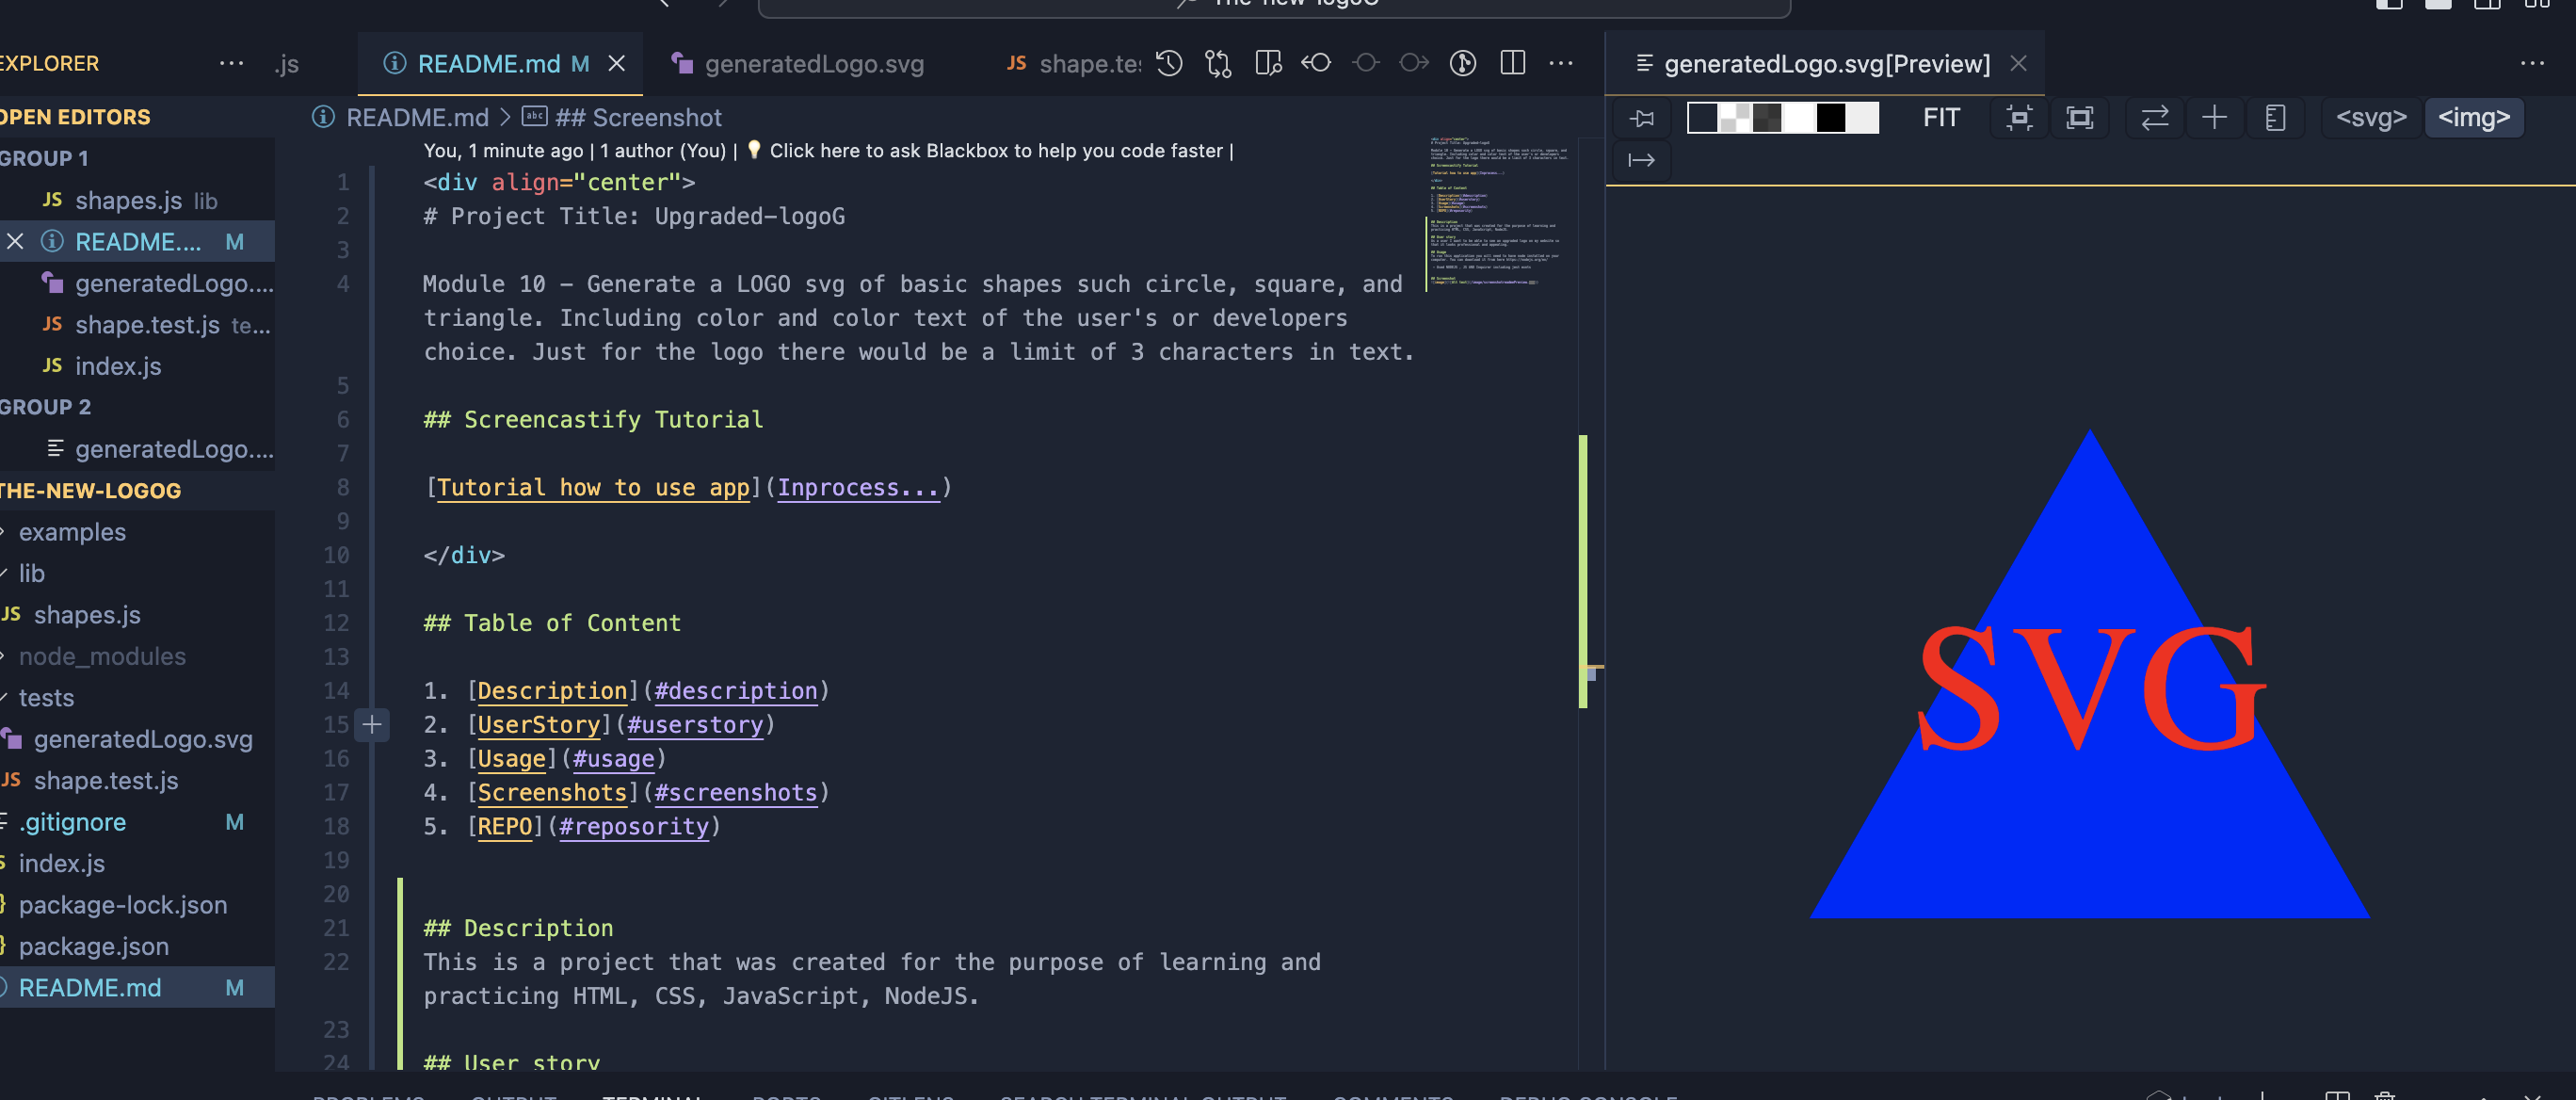 The-new-logoG
EXPLORER
.js
README.md M
generatedLogo.svg
JS shape.tes
generatedLogo.svg[Preview]
OPEN EDITORS
GROUP 1
JS shapes.js lib
README.... M
generatedLogo....
JS shape.test.js te...
JS index.js
GROUP 2
generatedLogo....
THE-NEW-LOGOG
examples
lib
JS shapes.js
node_modules
tests
generatedLogo.svg
JS shape.test.js
.gitignore M
index.js
package-lock.json
package.json
README.md M
README.md > abc ## Screenshot
You, 1 minute ago | 1 author (You) | 💡 Click here to ask Blackbox to help you code faster |
1 <div align="center">
2 # Project Title: Upgraded-logoG
3
4 Module 10 - Generate a LOGO svg of basic shapes such circle, square, and
triangle. Including color and color text of the user's or developers
choice. Just for the logo there would be a limit of 3 characters in text.
5
6 ## Screencastify Tutorial
7
8 [Tutorial how to use app](Inprocess...)
9
10 </div>
11
12 ## Table of Content
13
14 1. [Description](#description)
15 2. [UserStory](#userstory)
16 3. [Usage](#usage)
17 4. [Screenshots](#screenshots)
18 5. [REPO](#reposority)
19
20
21 ## Description
22 This is a project that was created for the purpose of learning and
practicing HTML, CSS, JavaScript, NodeJS.
23
24 ## User story
FIT
<svg>
<img>
SVG
PROBLEMS OUTPUT TERMINAL PORTS GITLENS SEARCH TERMINAL OUTPUT COMMENTS DEBUG CONSOLE